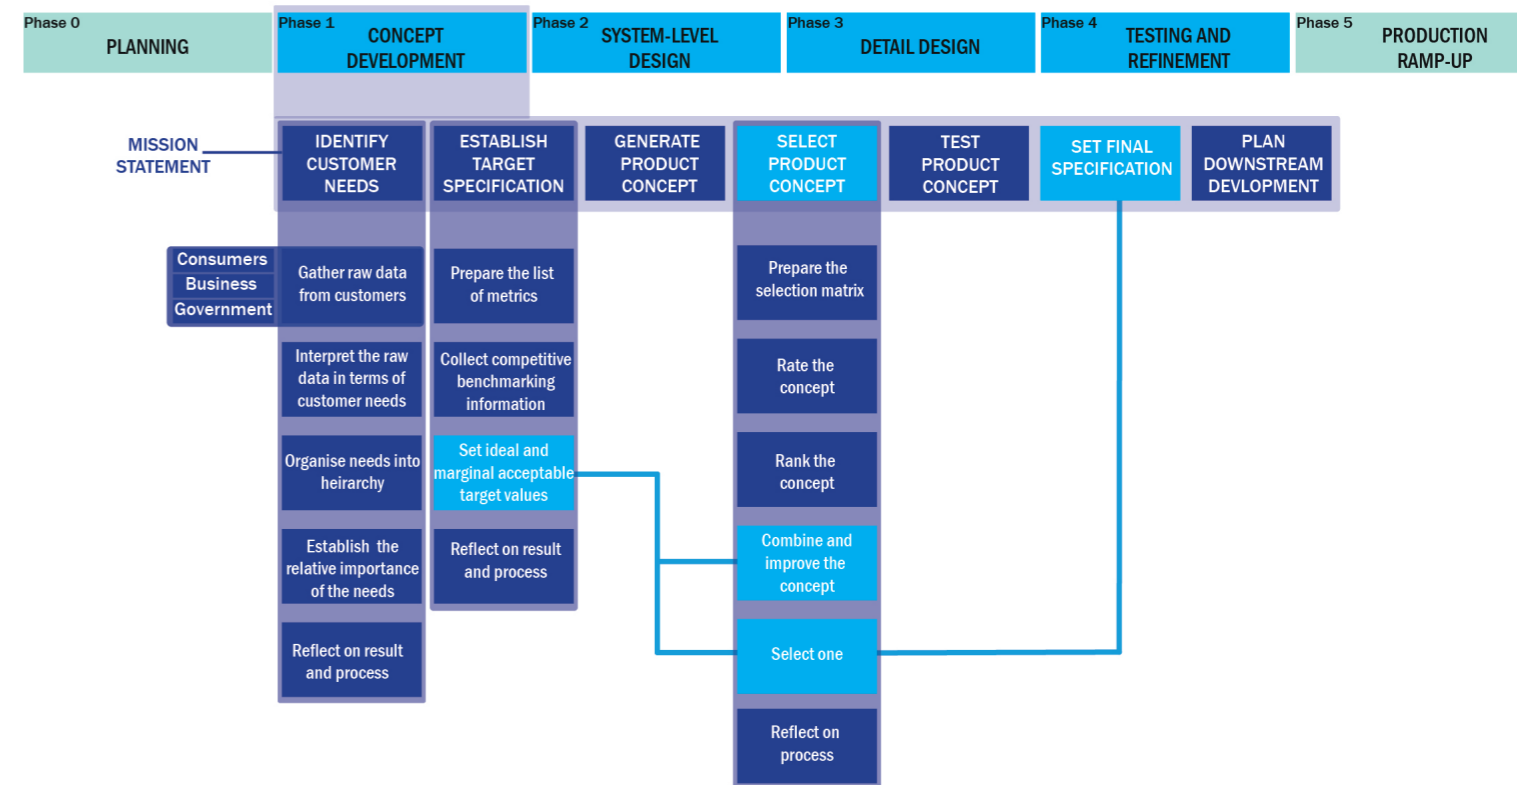 Phase 0
PLANNING
Phase 1
CONCEPT
DEVELOPMENT
Phase 2
SYSTEM-LEVEL
DESIGN
Phase 3
DETAIL DESIGN
Phase 4
TESTING AND
REFINEMENT
Phase 5
PRODUCTION
RAMP-UP
MISSION
STATEMENT
IDENTIFY
CUSTOMER
NEEDS
ESTABLISH
TARGET
SPECIFICATION
GENERATE
PRODUCT
CONCEPT
SELECT
PRODUCT
CONCEPT
TEST
PRODUCT
CONCEPT
SET FINAL
SPECIFICATION
PLAN
DOWNSTREAM
DEVLOPMENT
Consumers
Business
Government
Gather raw data
from customers
Interpret the raw
data in terms of
customer needs
Organise needs into
heirarchy
Establish the
relative importance
of the needs
Reflect on result
and process
Prepare the list
of metrics
Collect competitive
benchmarking
information
Set ideal and
marginal acceptable
target values
Reflect on result
and process
Prepare the
selection matrix
Rate the
concept
Rank the
concept
Combine and
improve the
concept
Select one
Reflect on
process